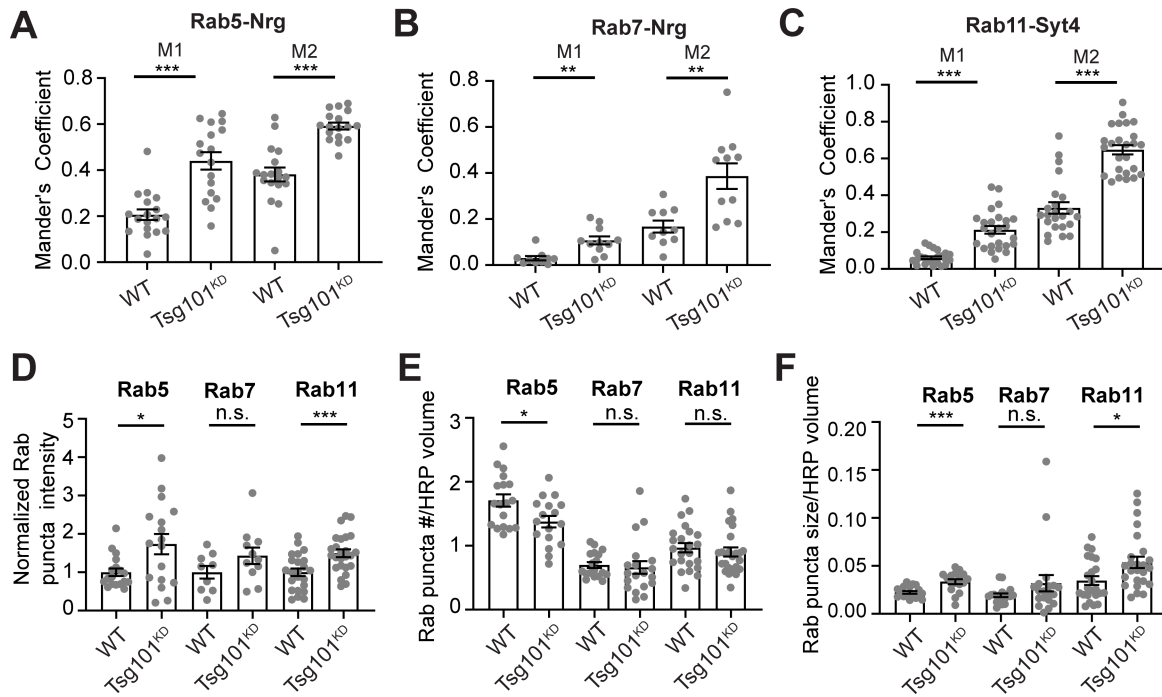 A
Rab5-Nrg
M1
***
M2
***
Mander's Coefficient
0.8
0.6
0.4
0.2
0.0
WT
Tsg101KD
WT
Tsg101KD
B
Rab7-Nrg
M1
**
M2
**
Mander's Coefficient
0.8
0.6
0.4
0.2
0.0
WT
Tsg101KD
WT
Tsg101KD
C
Rab11-Syt4
M1
***
M2
***
Mander's Coefficient
1.0
0.8
0.6
0.4
0.2
0.0
WT
Tsg101KD
WT
Tsg101KD
D
Rab5
Rab7
Rab11
*
n.s.
***
Normalized Rab
puncta intensity
5
4
3
2
1
0
WT
Tsg101KD
WT
Tsg101KD
WT
Tsg101KD
E
Rab5
Rab7
Rab11
*
n.s.
n.s.
Rab puncta #/HRP volume
3
2
1
0
WT
Tsg101KD
WT
Tsg101KD
WT
Tsg101KD
F
Rab5
Rab7
Rab11
***
n.s.
*
Rab puncta size/HRP volume
0.20
0.15
0.10
0.05
0.00
WT
Tsg101KD
WT
Tsg101KD
WT
Tsg101KD